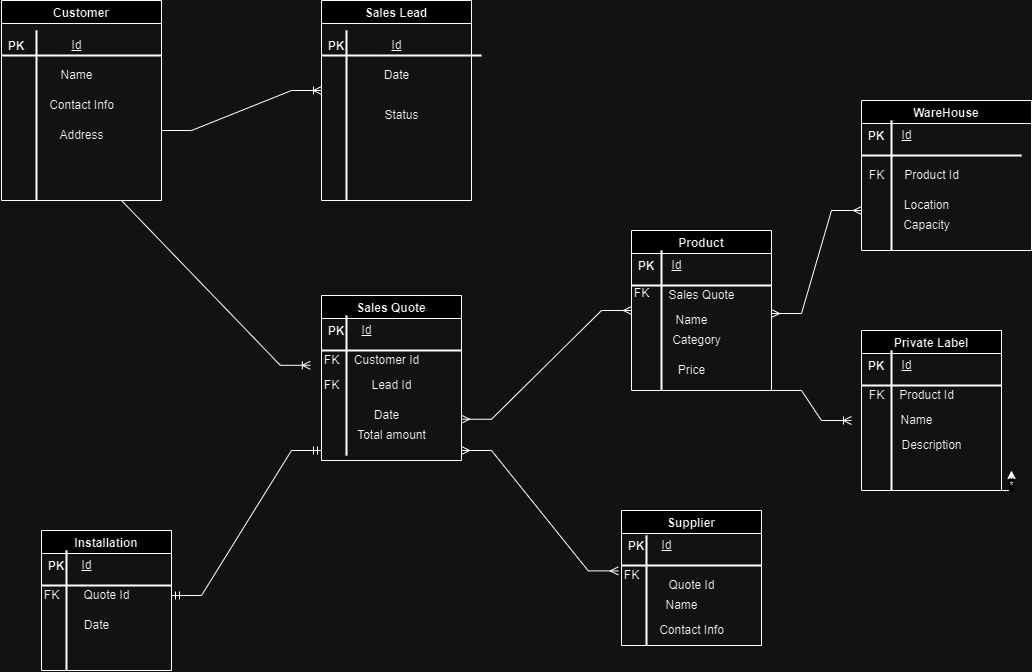 Customer
PK Id
Name
Contact Info
Address
Sales Lead
PK Id
Date
Status
WareHouse
PK Id
FK Product Id
Location
Capacity
Product
PK Id
FK Sales Quote
Name
Category
Price
Sales Quote
PK Id
FK Customer Id
FK Lead Id
Date
Total amount
Private Label
PK Id
FK Product Id
Name
Description
*
Installation
PK Id
FK Quote Id
Date
Supplier
PK Id
FK
Quote Id
Name
Contact Info